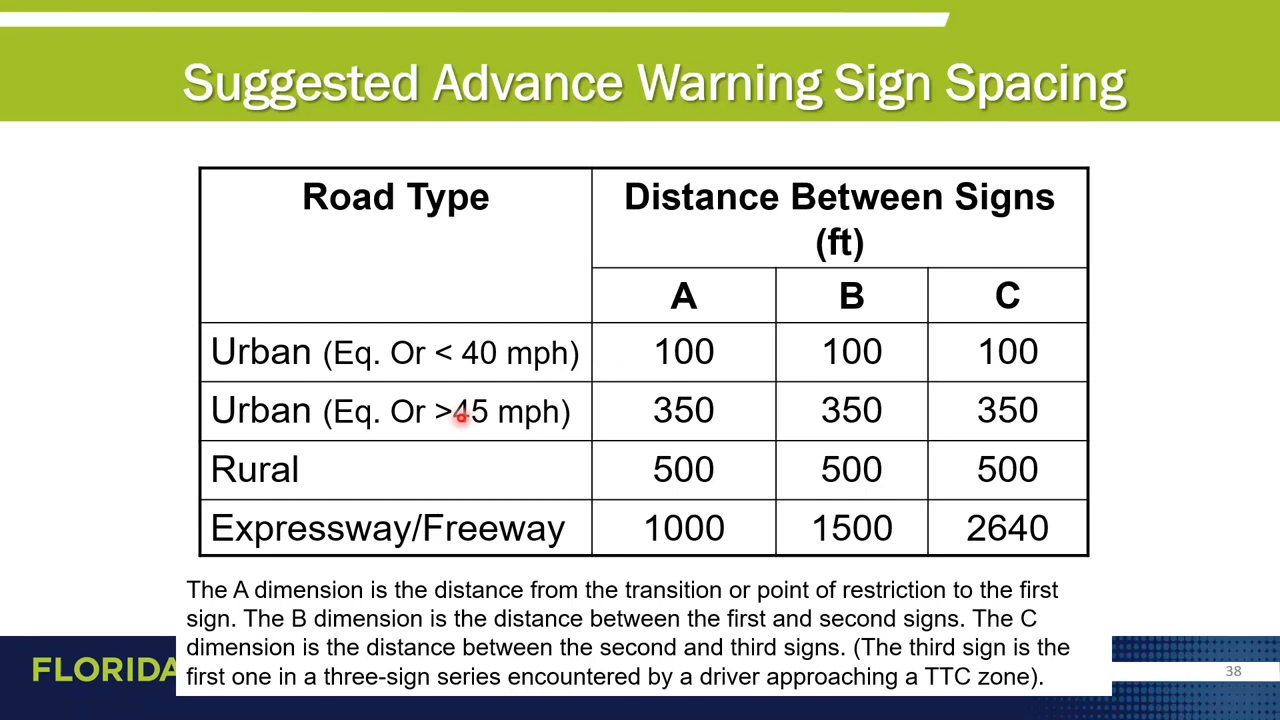 Suggested Advance Warning Sign Spacing
Road Type
Distance Between Signs
(ft)
A B C
Urban (Eq. Or < 40 mph) 100 100 100
Urban (Eq. Or >45 mph) 350 350 350
Rural 500 500 500
Expressway/Freeway 1000 1500 2640
The A dimension is the distance from the transition or point of restriction to the first
sign. The B dimension is the distance between the first and second signs. The C
dimension is the distance between the second and third signs. (The third sign is the
first one in a three-sign series encountered by a driver approaching a TTC zone).
FLORIDA
38